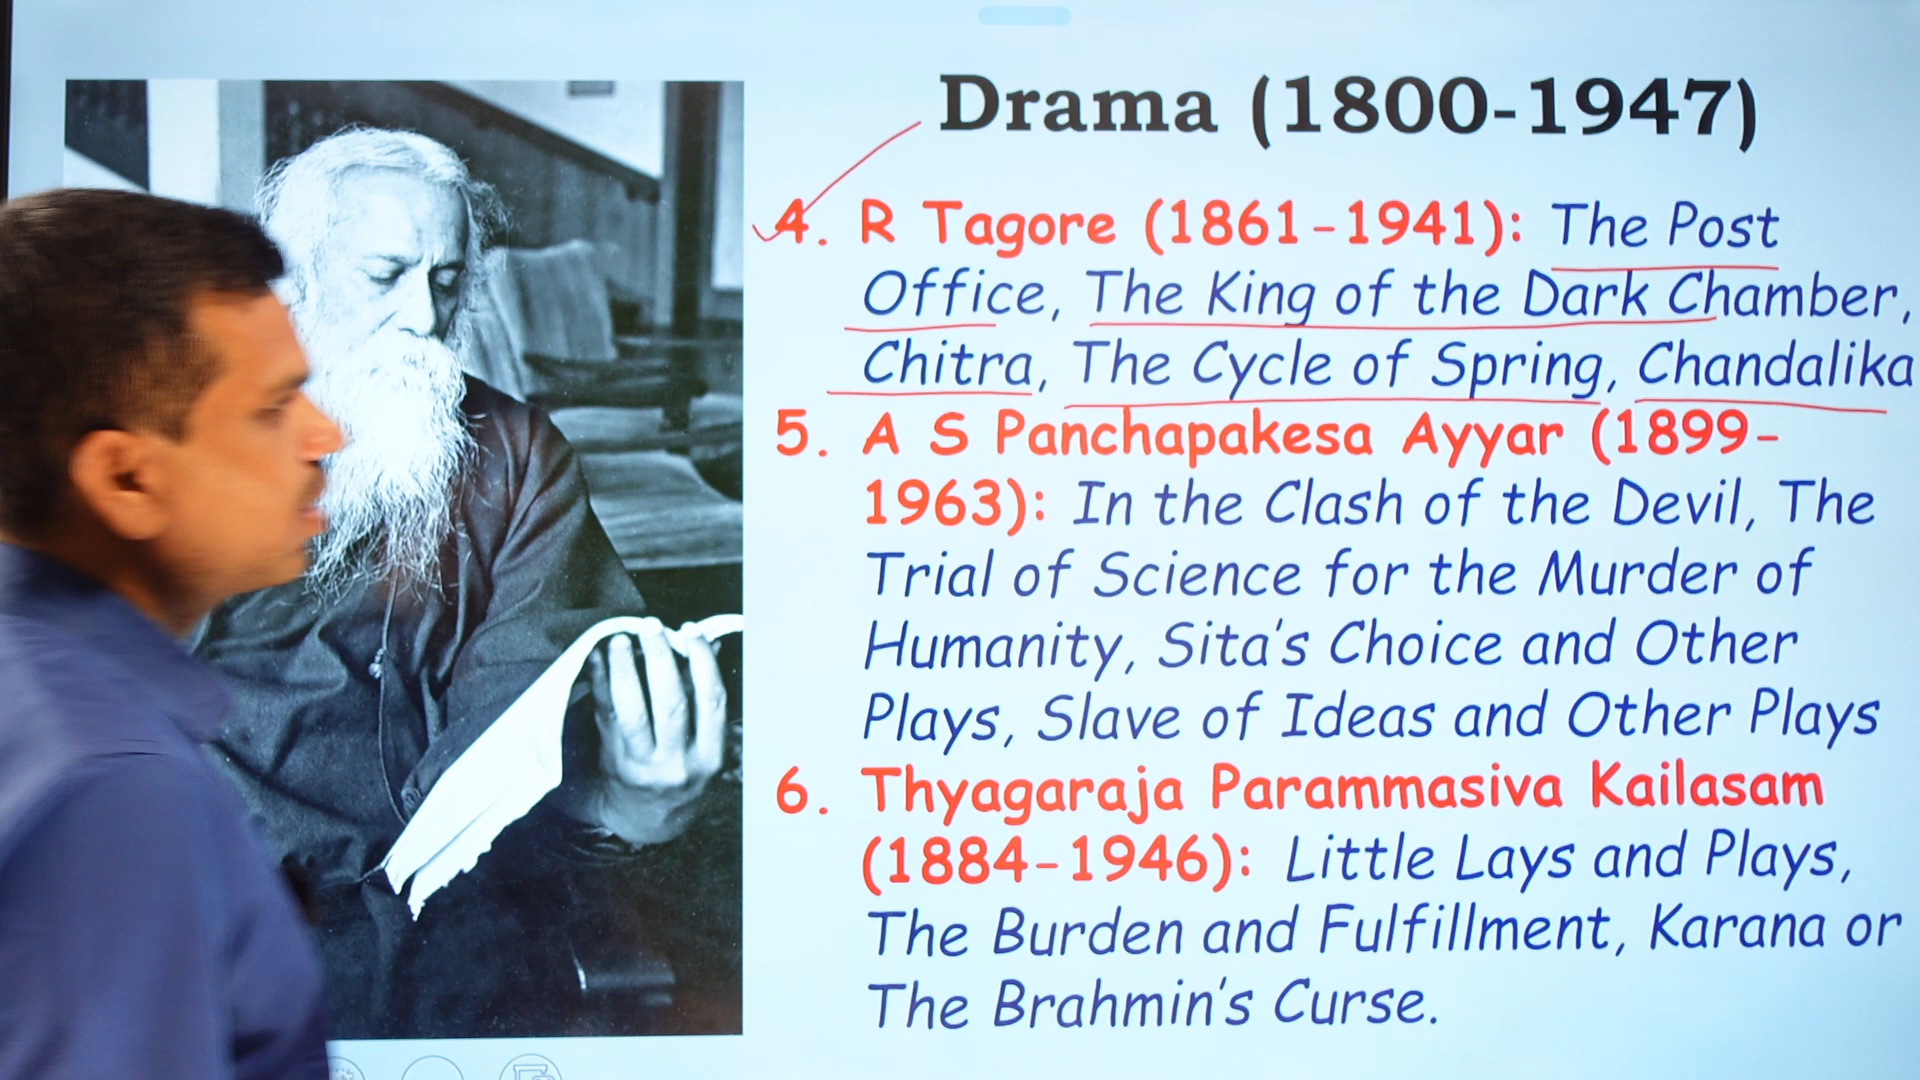 Drama (1800-1947)
4. R Tagore (1861-1941): The Post
Office, The King of the Dark Chamber,
Chitra, The Cycle of Spring, Chandalika
5. A S Panchapakesa Ayyar (1899-
1963): In the Clash of the Devil, The
Trial of Science for the Murder of
Humanity, Sita's Choice and Other
Plays, Slave of Ideas and Other Plays
6. Thyagaraja Parammasiva Kailasam
(1884-1946): Little Lays and Plays,
The Burden and Fulfillment, Karana or
The Brahmin's Curse.